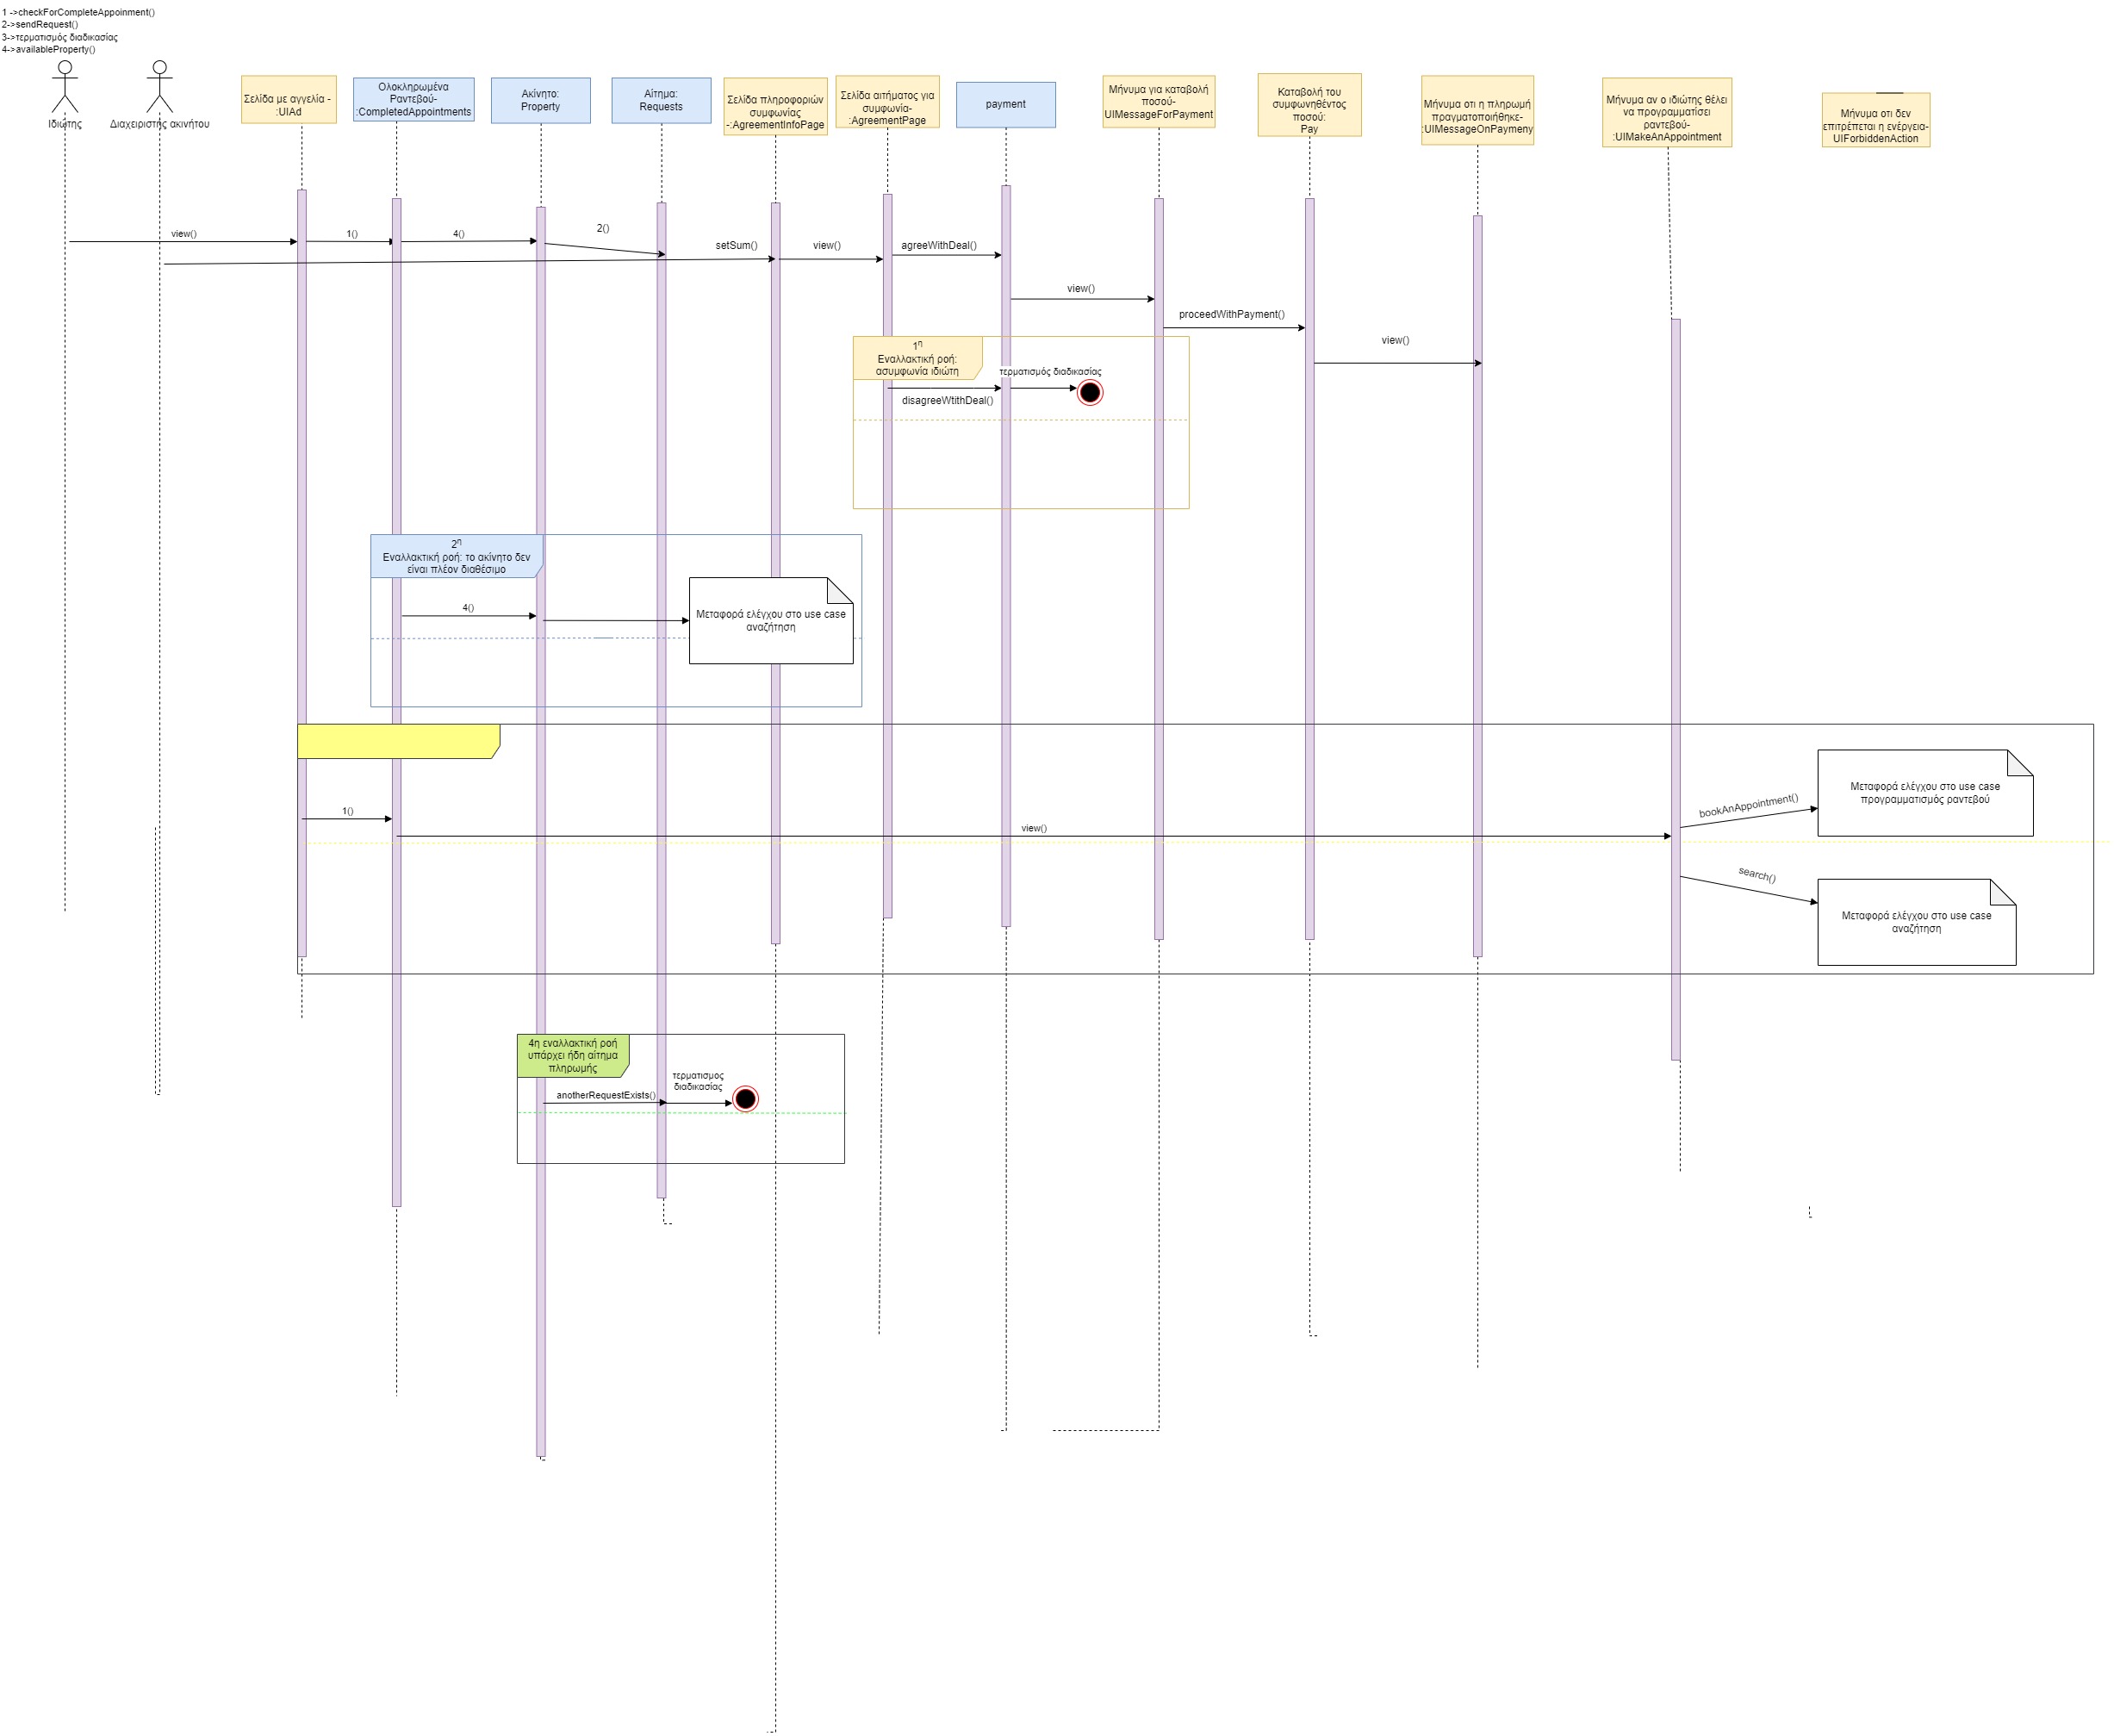 1 ->checkForCompleteAppoinment()
2->sendRequest()
3->τερματισμός διαδικασίας
4->availableProperty()
Ιδιώτης
Διαχειριστής ακινήτου
Σελίδα με αγγελία -
:UIAd
Ολοκληρωμένα
Ραντεβού-
:CompletedAppointments
Ακίνητο:
Property
Αίτημα:
Requests
Σελίδα πληροφοριών
συμφωνίας
-:AgreementInfoPage
Σελίδα αιτήματος για
συμφωνία-
:AgreementPage
payment
Μήνυμα για καταβολή
ποσού-
UIMessageForPayment
Καταβολή του
συμφωνηθέντος
ποσού:
Pay
Μήνυμα οτι η πληρωμή
πραγματοποιήθηκε-
:UIMessageOnPaymeny
Μήνυμα αν ο ιδιώτης θέλει
να προγραμματίσει
ραντεβού-
:UIMakeAnAppointment
Μήνυμα οτι δεν
επιτρέπεται η ενέργεια-
UIForbiddenAction
view()
1()
4()
2()
setSum()
view()
agreeWithDeal()
view()
proceedWithPayment()
view()
1η
Εναλλακτική ροή:
ασυμφωνία ιδιώτη
τερματισμός διαδικασίας
disagreeWtithDeal()
2η
Εναλλακτική ροή: το ακίνητο δεν
είναι πλέον διαθέσιμο
4()
Μεταφορά ελέγχου στο use case
αναζήτηση
1()
view()
bookAnAppointment()
Μεταφορά ελέγχου στο use case
προγραμματισμός ραντεβού
search()
Μεταφορά ελέγχου στο use case
αναζήτηση
4η εναλλακτική ροή
υπάρχει ήδη αίτημα
πληρωμής
τερματισμος
διαδικασίας
anotherRequestExists()